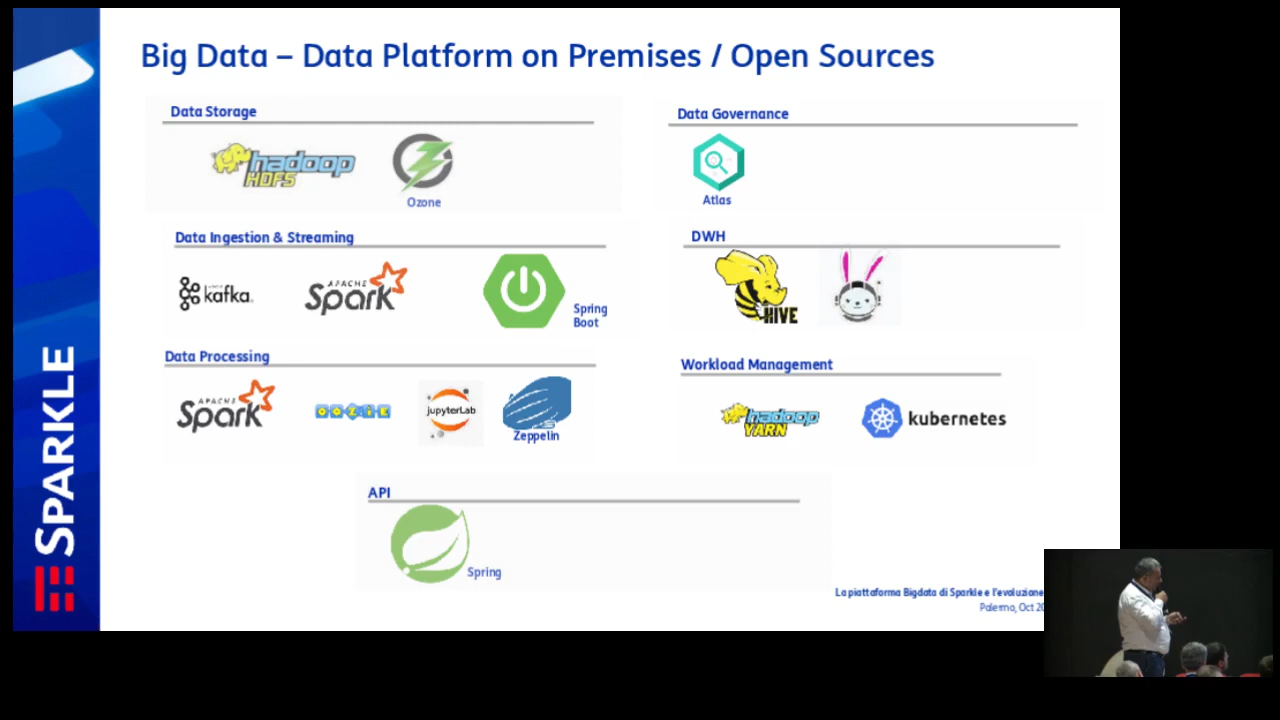 Big Data – Data Platform on Premises / Open Sources
Data Storage
hadoop
HDFS
Ozone
Data Governance
Atlas
Data Ingestion & Streaming
kafka
APACHE
Spark
Spring
Boot
DWH
HIVE
Data Processing
APACHE
Spark
OOZIE
jupyterLab
Zeppelin
Workload Management
hadoop
YARN
kubernetes
API
Spring
SPARKLE
La piattaforma Bigdata di Sparkle e l'evoluzione
Palermo, Oct 20